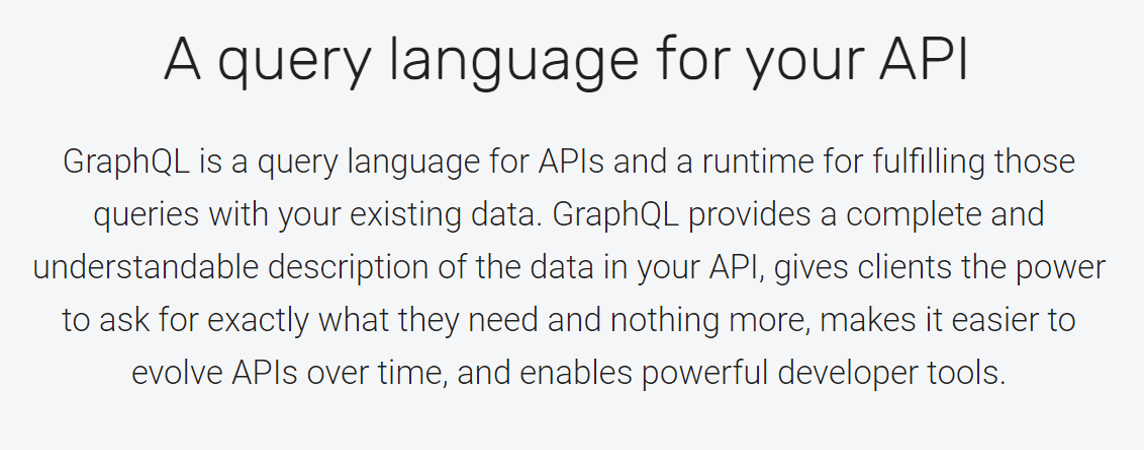 A query language for your API
GraphQL is a query language for APIs and a runtime for fulfilling those
queries with your existing data. GraphQL provides a complete and
understandable description of the data in your API, gives clients the power
to ask for exactly what they need and nothing more, makes it easier to
evolve APIs over time, and enables powerful developer tools.